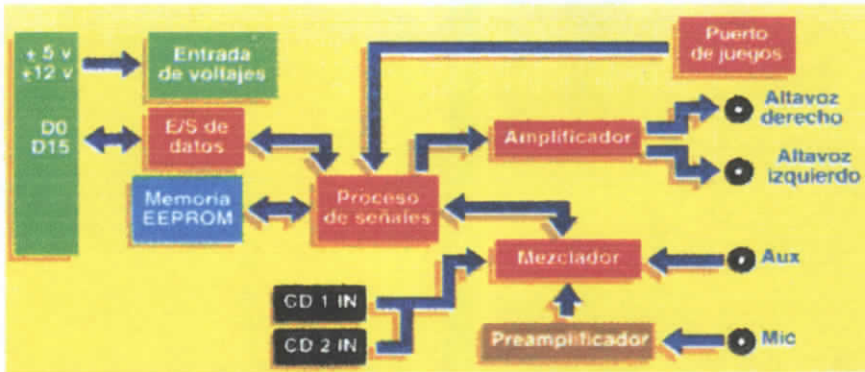 ± 5 v
±12 v
Entrada
de voltajes
Puerto
de juegos
D0
D15
E/S de
datos
Amplificador
Altavoz
derecho
Altavoz
izquierdo
Memoria
EEPROM
Proceso
de señales
Mezclador
Aux
CD 1 IN
CD 2 IN
Preamplificador
Mic